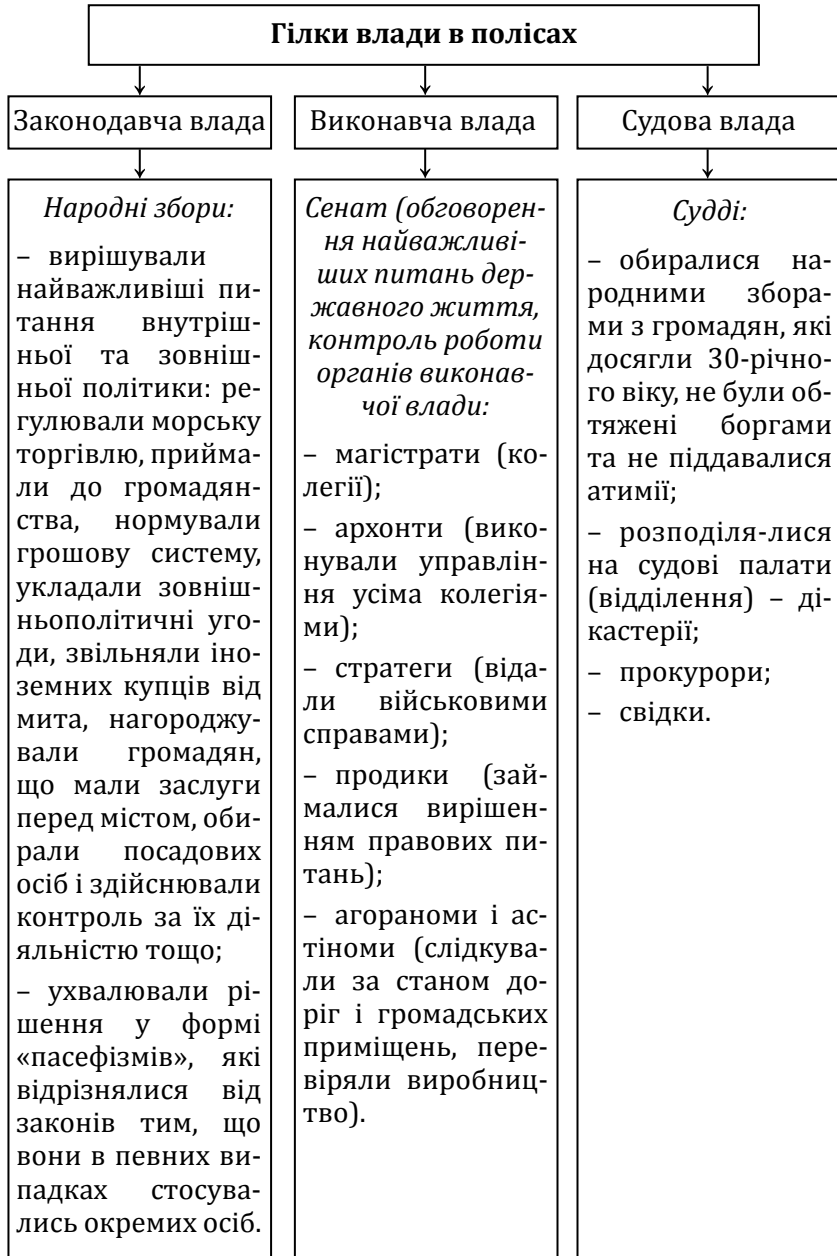 Гілки влади в полісах
Законодавча влада
Виконавча влада
Судова влада
Народні збори:
– вирішували
найважливіші пи-
тання внутріш-
ньої та зовніш-
ньої політики: ре-
гулювали морську
торгівлю, прийма-
ли до громадян-
ства, нормували
грошову систему,
укладали зовніш-
ньополітичні уго-
ди, звільняли іно-
земних купців від
мита, нагороджу-
вали громадян,
що мали заслуги
перед містом, оби-
рали посадових
осіб і здійснювали
контроль за їх ді-
яльністю тощо;
– ухвалювали рі-
шення у формі
«пасефізмів», які
відрізнялися від
законів тим, що
вони в певних ви-
падках стосува-
лись окремих осіб.
Сенат (обговорен-
ня найважливі-
ших питань дер-
жавного життя,
контроль роботи
органів виконав-
чої влади:
– магістрати (ко-
легії);
– архонти (вико-
нували управлін-
ня усіма колегія-
ми);
– стратеги (віда-
ли військовими
справами);
– продики (зай-
малися вирішен-
ням правових пи-
тань);
– агораноми і ас-
тіноми (слідкува-
ли за станом до-
ріг і громадських
приміщень, пере-
віряли виробниц-
тво).
Судді:
– обиралися на-
родними збора-
ми з громадян, які
досягли 30-річно-
го віку, не були об-
тяжені боргами
та не піддавалися
атимії;
– розподіля-лися
на судові палати
(відділення) – ді-
кастерії;
– прокурори;
– свідки.